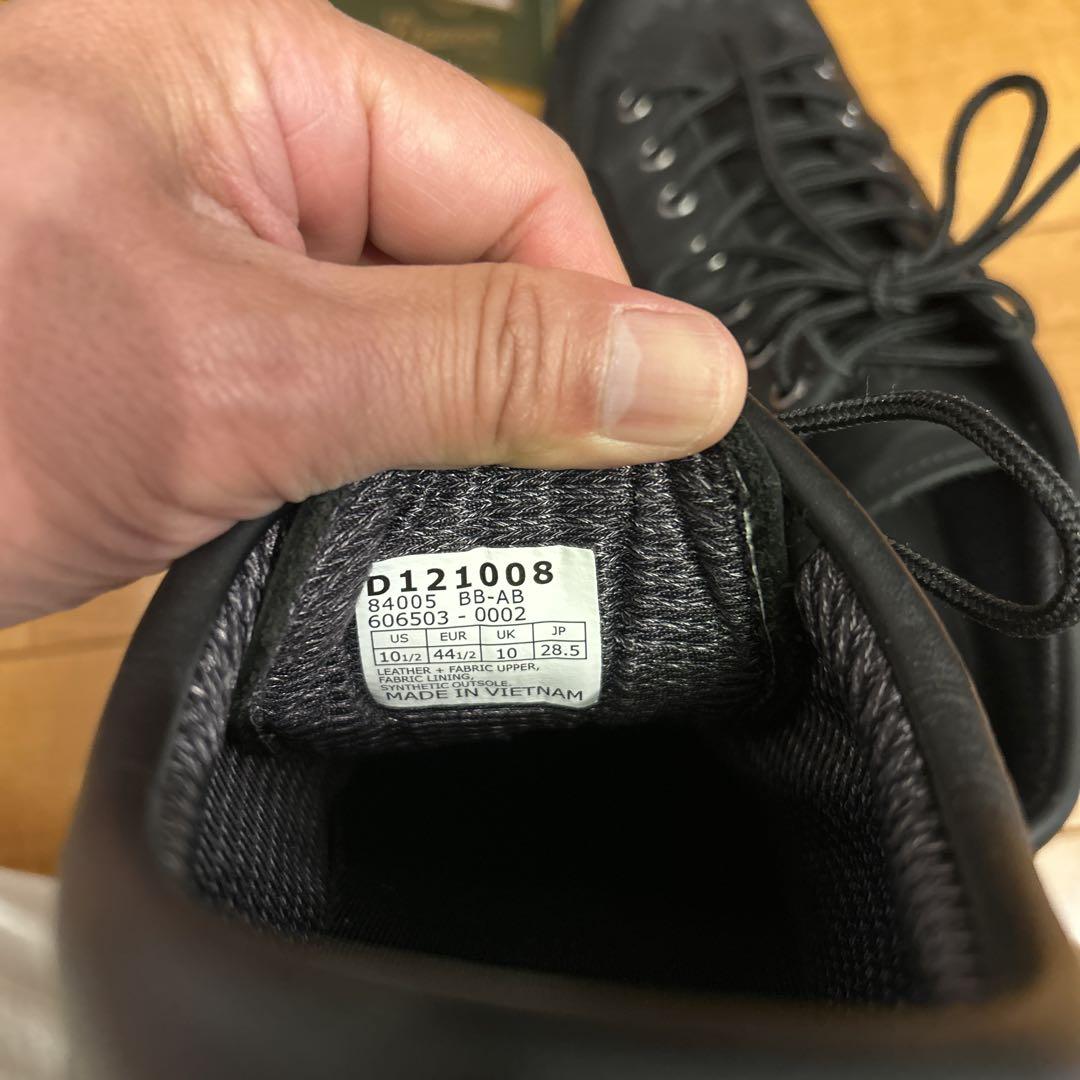 D121008
84005 BB-AB
606503 - 0002
US EUR UK JP
10 1/2 44 1/2 10 28.5
LEATHER + FABRIC UPPER,
FABRIC LINING,
SYNTHETIC OUTSOLE.
MADE IN VIETNAM